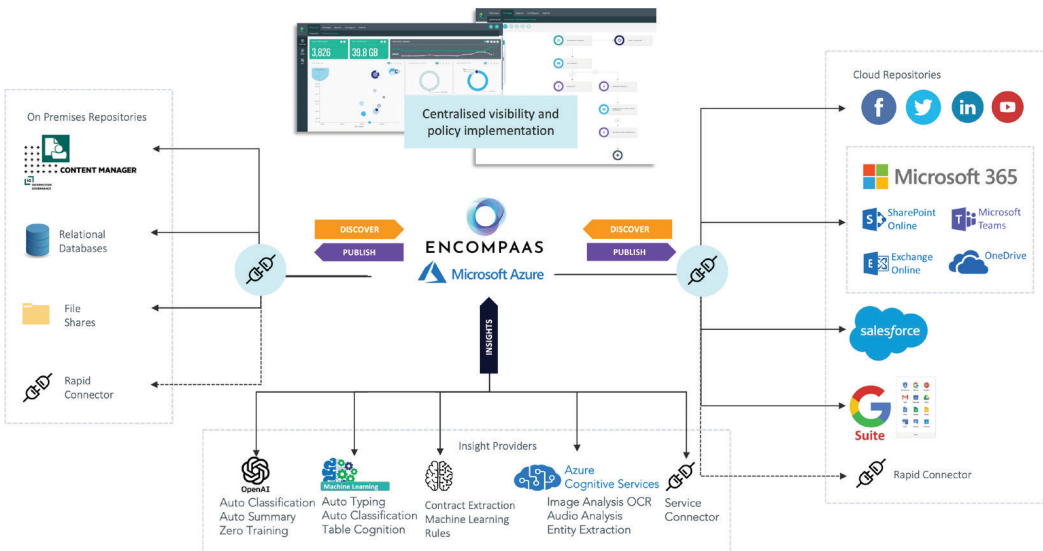 3,826
39.8 GB
Centralised visibility and
policy implementation
On Premises Repositories
CONTENT MANAGER
INFORMATION
GOVERNANCE
Relational
Databases
File
Shares
Rapid
Connector
DISCOVER
PUBLISH
ENCOMPAAS
Microsoft Azure
DISCOVER
PUBLISH
INSIGHTS
Cloud Repositories
Microsoft 365
SharePoint
Online
Microsoft
Teams
Exchange
Online
OneDrive
salesforce
G
Suite
Rapid Connector
Insight Providers
OpenAI
Auto Classification
Auto Summary
Zero Training
Machine Learning
Auto Typing
Auto Classification
Table Cognition
Contract Extraction
Machine Learning
Rules
Azure
Cognitive Services
Image Analysis OCR
Audio Analysis
Entity Extraction
Service
Connector